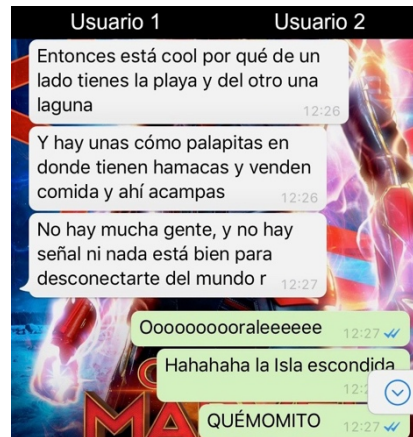 Usuario 1 Usuario 2
Entonces está cool por qué de un
lado tienes la playa y del otro una
laguna
12:26
Y hay unas cómo palapitas en
donde tienen hamacas y venden
comida y ahí acampas
12:26
No hay mucha gente, y no hay
señal ni nada está bien para
desconectarte del mundo r
12:27
Ooooooooooraleeeeee
12:27
Hahahaha la Isla escondida
QUÉMOMITO
12:27